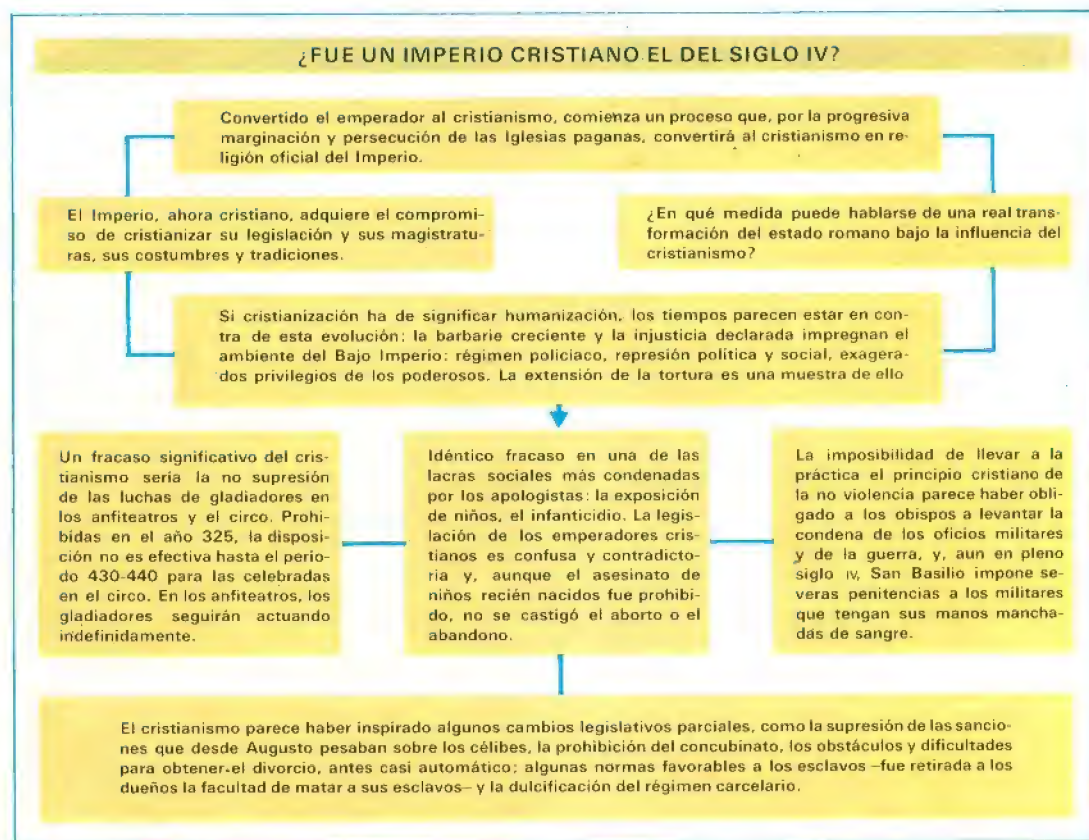 ¿FUE UN IMPERIO CRISTIANO EL DEL SIGLO IV?
Convertido el emperador al cristianismo, comienza un proceso que, por la progresiva
marginación y persecución de las Iglesias paganas, convertirá al cristianismo en re-
ligión oficial del Imperio.
El Imperio, ahora cristiano, adquiere el compromi-
so de cristianizar su legislación y sus magistratu-
ras, sus costumbres y tradiciones.
¿En qué medida puede hablarse de una real trans-
formación del estado romano bajo la influencia del
cristianismo?
Si cristianización ha de significar humanización, los tiempos parecen estar en con-
tra de esta evolución: la barbarie creciente y la injusticia declarada impregnan el
ambiente del Bajo Imperio: régimen policiaco, represión política y social, exagera-
dos privilegios de los poderosos. La extensión de la tortura es una muestra de ello
Un fracaso significativo del cris-
tianismo sería la no supresión
de las luchas de gladiadores en
los anfiteatros y el circo. Prohi-
bidas en el año 325, la disposi-
ción no es efectiva hasta el perio-
do 430-440 para las celebradas
en el circo. En los anfiteatros, los
gladiadores seguirán actuando
indefinidamente.
Idéntico fracaso en una de las
lacras sociales más condenadas
por los apologistas: la exposición
de niños, el infanticidio. La legis-
lación de los emperadores cris-
tianos es confusa y contradicto-
ria y, aunque el asesinato de
niños recién nacidos fue prohibi-
do, no se castigó el aborto o el
abandono.
La imposibilidad de llevar a la
práctica el principio cristiano de
la no violencia parece haber obli-
gado a los obispos a levantar la
condena de los oficios militares
y de la guerra, y, aun en pleno
siglo IV, San Basilio impone se-
veras penitencias a los militares
que tengan sus manos mancha-
das de sangre.
El cristianismo parece haber inspirado algunos cambios legislativos parciales, como la supresión de las sancio-
nes que desde Augusto pesaban sobre los célibes, la prohibición del concubinato, los obstáculos y dificultades
para obtener el divorcio, antes casi automático; algunas normas favorables a los esclavos –fue retirada a los
dueños la facultad de matar a sus esclavos– y la dulcificación del régimen carcelario.